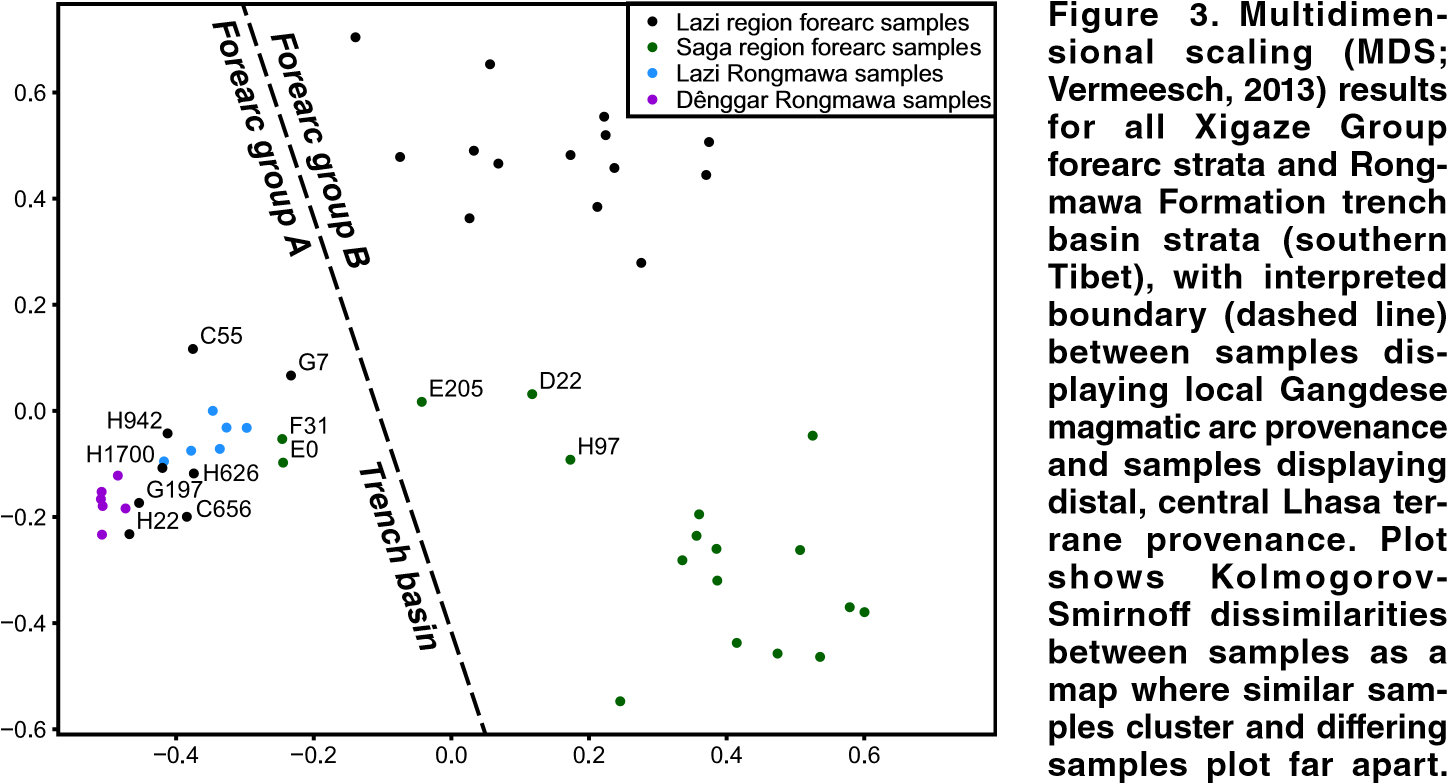 Lazi region forearc samples
Saga region forearc samples
Lazi Rongmawa samples
Dênggar Rongmawa samples
Forearc group A
Forearc group B
Trench basin
0.6
0.4
0.2
0.0
−0.2
−0.4
−0.6
C55
G7
E205
D22
H942
F31
H1700
E0
H97
H626
G197
C656
H22
−0.4
−0.2
0.0
0.2
0.4
0.6
Figure 3. Multidimen-
sional scaling (MDS;
Vermeesch, 2013) results
for all Xigaze Group
forearc strata and Rong-
mawa Formation trench
basin strata (southern
Tibet), with interpreted
boundary (dashed line)
between samples dis-
playing local Gangdese
magmatic arc provenance
and samples displaying
distal, central Lhasa ter-
rane provenance. Plot
shows Kolmogorov-
Smirnoff dissimilarities
between samples as a
map where similar sam-
ples cluster and differing
samples plot far apart.